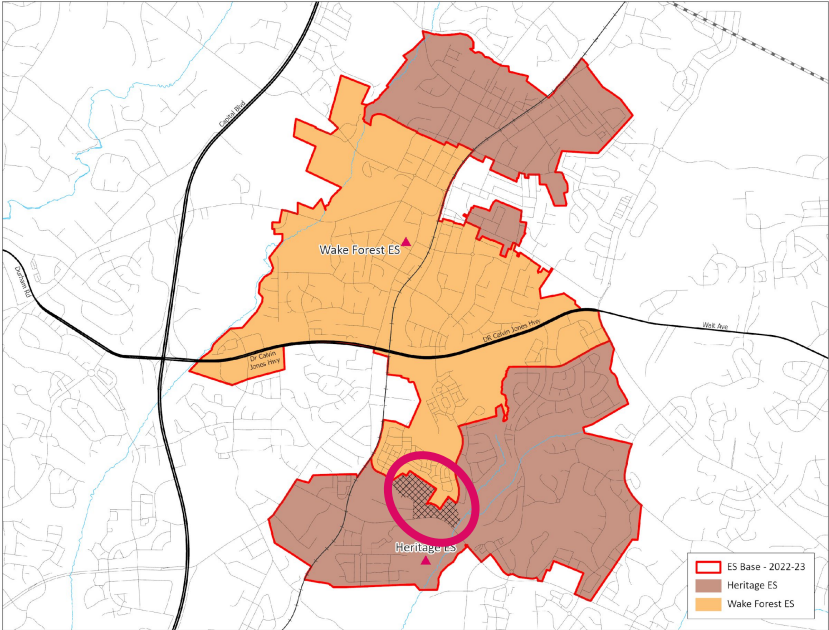 Capital Blvd
Wake Forest ES
Durham Rd
DR Calvin Jones Hwy
Wait Ave
Dr Calvin
Jones Hwy
Heritage ES
ES Base - 2022-23
Heritage ES
Wake Forest ES